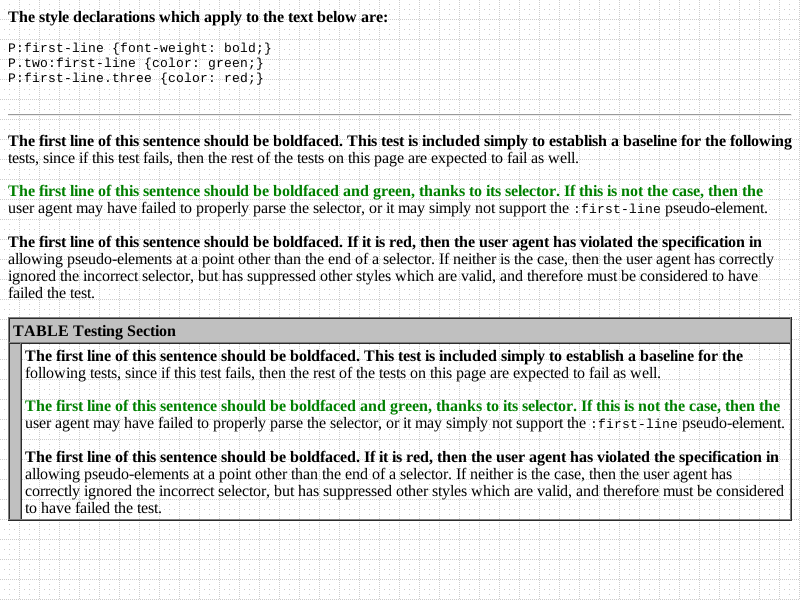 The style declarations which apply to the text below are:
P:first-line {font-weight: bold;}
P.two:first-line {color: green;}
P:first-line.three {color: red;}
The first line of this sentence should be boldfaced. This test is included simply to establish a baseline for the following
tests, since if this test fails, then the rest of the tests on this page are expected to fail as well.
The first line of this sentence should be boldfaced and green, thanks to its selector. If this is not the case, then the
user agent may have failed to properly parse the selector, or it may simply not support the :first-line pseudo-element.
The first line of this sentence should be boldfaced. If it is red, then the user agent has violated the specification in
allowing pseudo-elements at a point other than the end of a selector. If neither is the case, then the user agent has correctly
ignored the incorrect selector, but has suppressed other styles which are valid, and therefore must be considered to have
failed the test.
TABLE Testing Section
The first line of this sentence should be boldfaced. This test is included simply to establish a baseline for the
following tests, since if this test fails, then the rest of the tests on this page are expected to fail as well.
The first line of this sentence should be boldfaced and green, thanks to its selector. If this is not the case, then the
user agent may have failed to properly parse the selector, or it may simply not support the :first-line pseudo-element.
The first line of this sentence should be boldfaced. If it is red, then the user agent has violated the specification in
allowing pseudo-elements at a point other than the end of a selector. If neither is the case, then the user agent has
correctly ignored the incorrect selector, but has suppressed other styles which are valid, and therefore must be considered
to have failed the test.